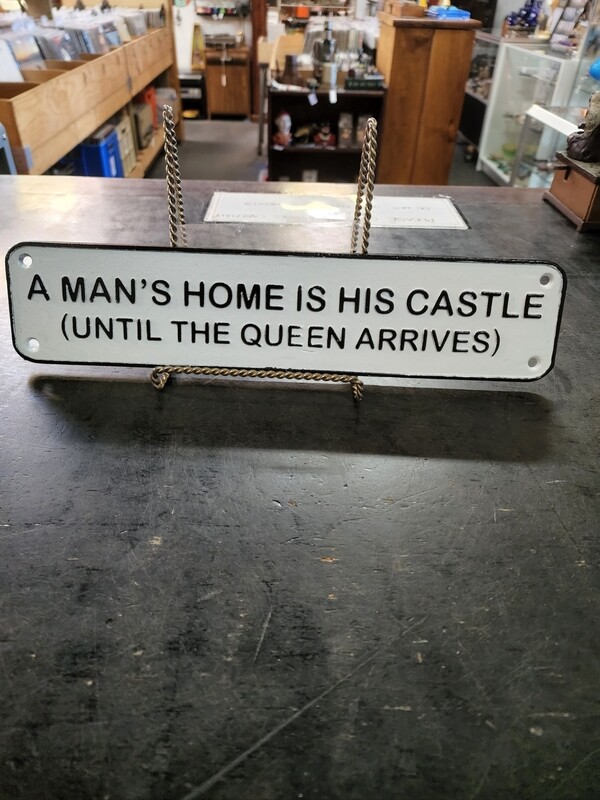 A MAN'S HOME IS HIS CASTLE
(UNTIL THE QUEEN ARRIVES)